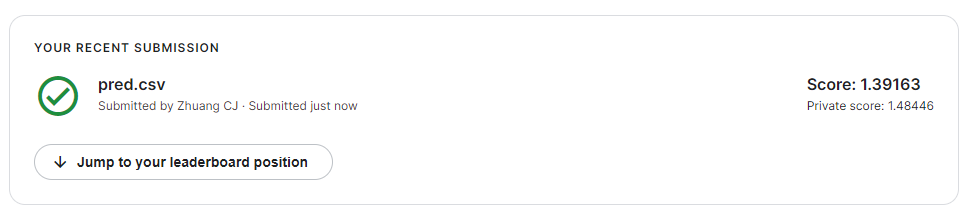 YOUR RECENT SUBMISSION
pred.csv
Submitted by Zhuang CJ · Submitted just now
Score: 1.39163
Private score: 1.48446
Jump to your leaderboard position